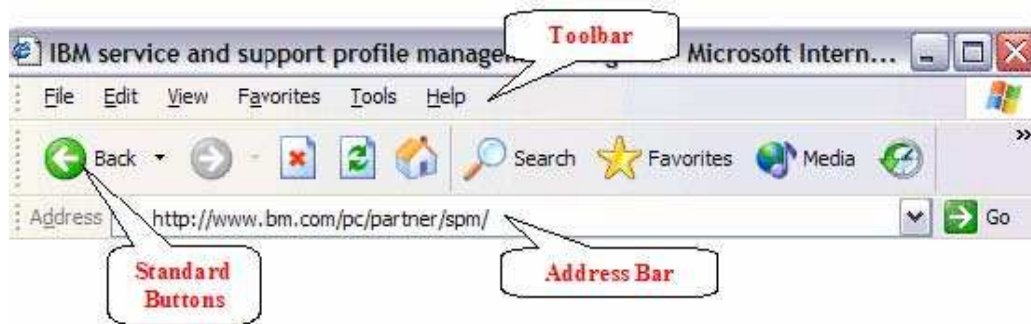 Toolbar
IBM service and support profile manage Microsoft Intern...
File Edit View Favorites Tools Help
»
Back Search Favorites Media
Address http://www.bm.com/pc/partner/spm/ Go
Standard
Buttons
Address Bar